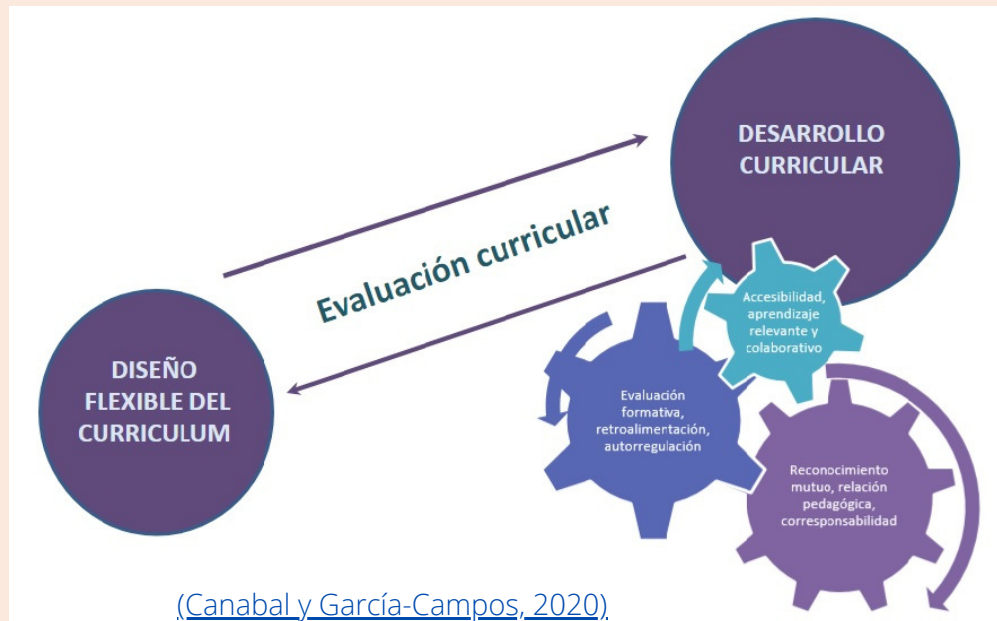 DESARROLLO
CURRICULAR
Evaluación curricular
DISEÑO
FLEXIBLE DEL
CURRICULUM
Accesibilidad,
aprendizaje
relevante y
colaborativo
Evaluación
formativa,
retroalimentación,
autorregulación
Reconocimiento
mutuo, relación
pedagógica,
corresponsabilidad
(Canabal y García-Campos, 2020)